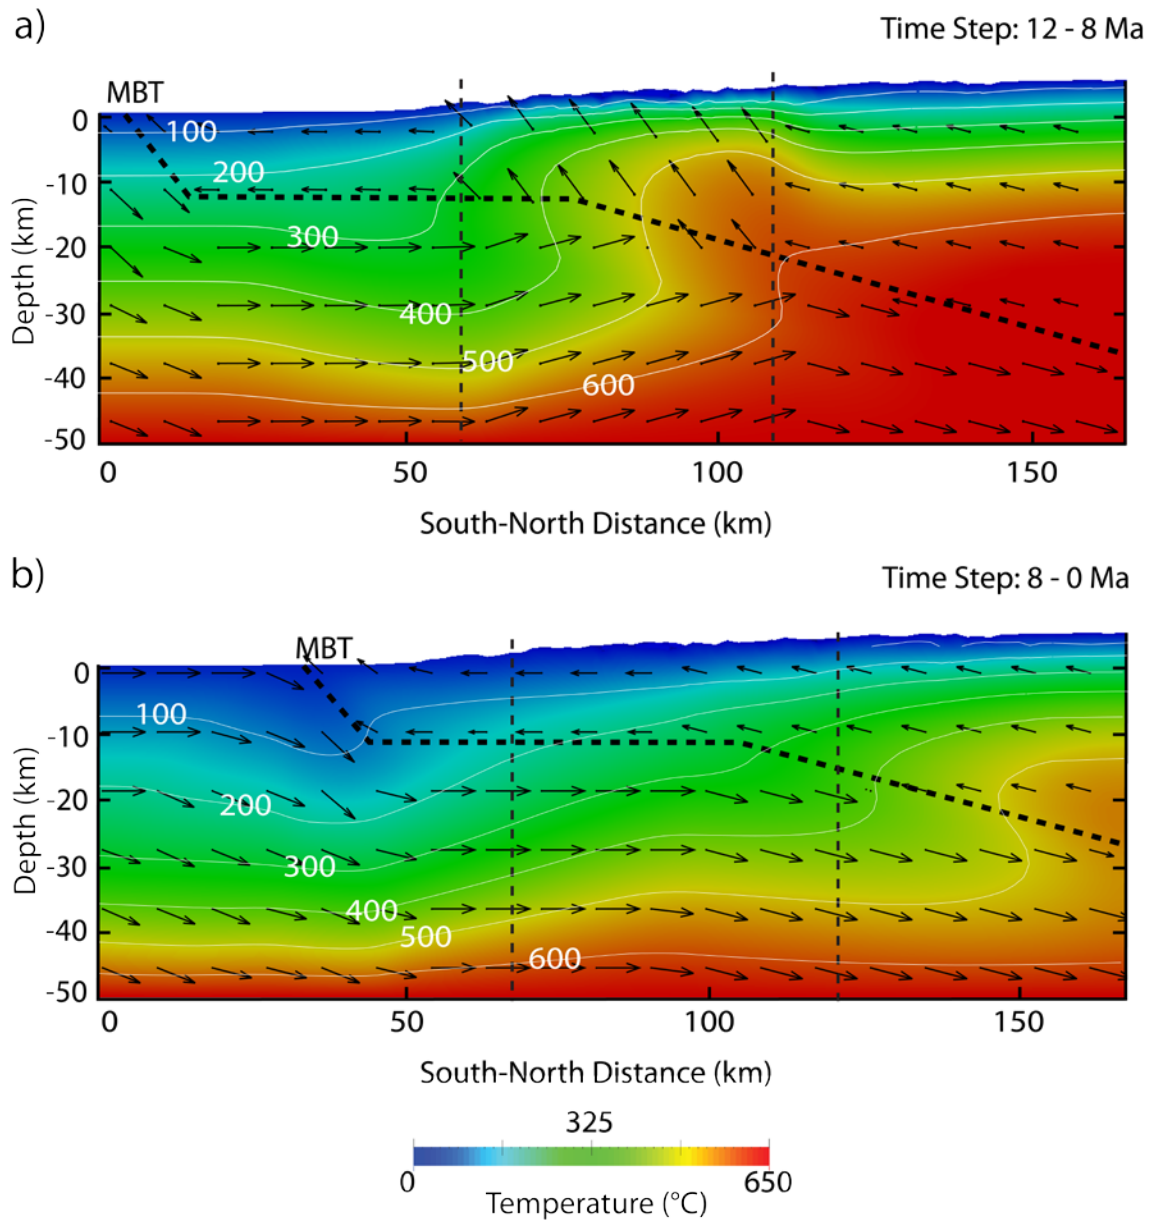 a)
Time Step: 12 - 8 Ma
MBT
0
100
200
-10
300
-20
400
-30
500
600
-40
-50
Depth (km)
0 50 100 150
South-North Distance (km)
b)
Time Step: 8 - 0 Ma
MBT
0
100
-10
200
-20
300
-30
400
500
-40
600
-50
Depth (km)
0 50 100 150
South-North Distance (km)
325
0 650
Temperature (°C)